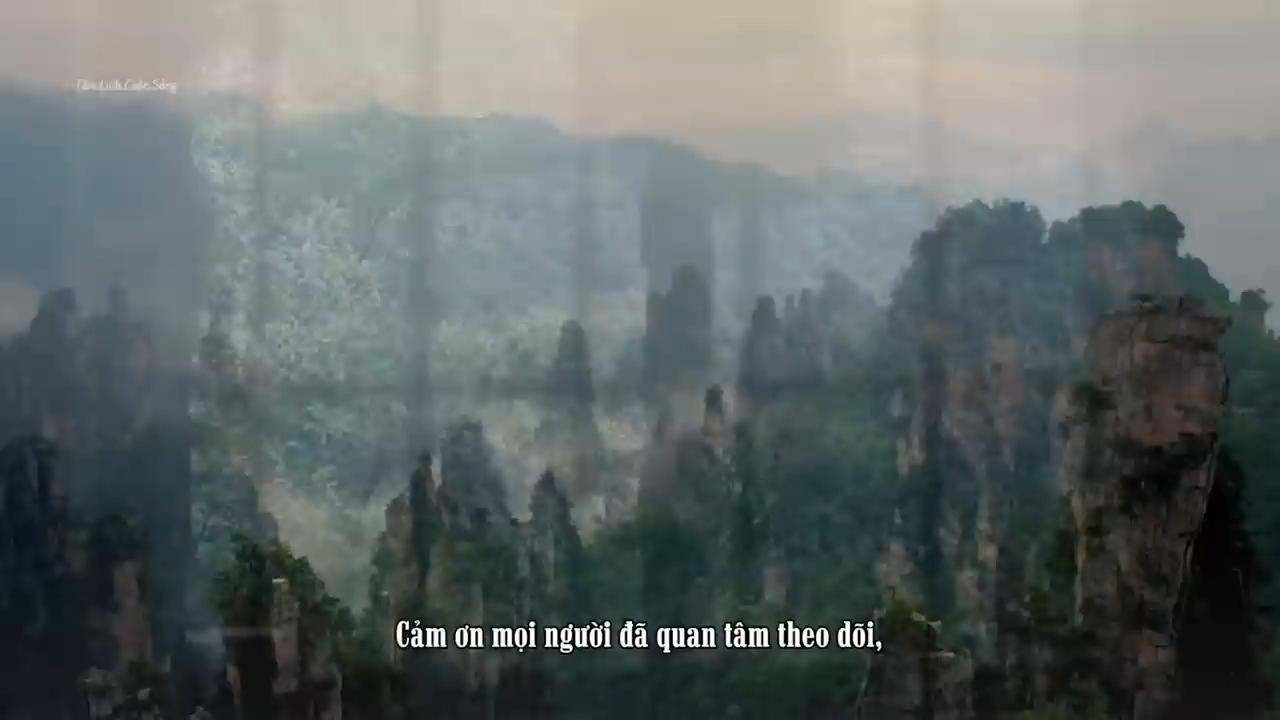 Cảm ơn mọi người đã quan tâm theo dõi,